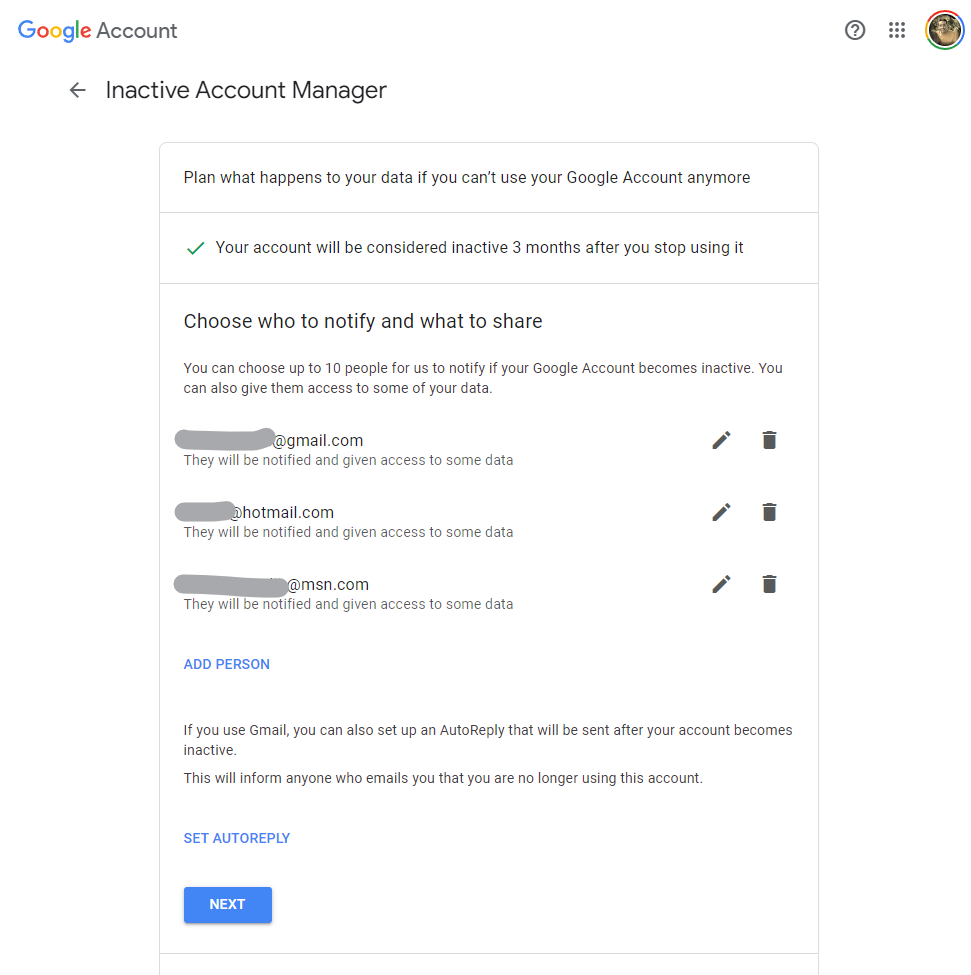 Google Account
Inactive Account Manager
Plan what happens to your data if you can’t use your Google Account anymore
Your account will be considered inactive 3 months after you stop using it
Choose who to notify and what to share
You can choose up to 10 people for us to notify if your Google Account becomes inactive. You
can also give them access to some of your data.
@gmail.com
They will be notified and given access to some data
@hotmail.com
They will be notified and given access to some data
@msn.com
They will be notified and given access to some data
ADD PERSON
If you use Gmail, you can also set up an AutoReply that will be sent after your account becomes
inactive.
This will inform anyone who emails you that you are no longer using this account.
SET AUTOREPLY
NEXT